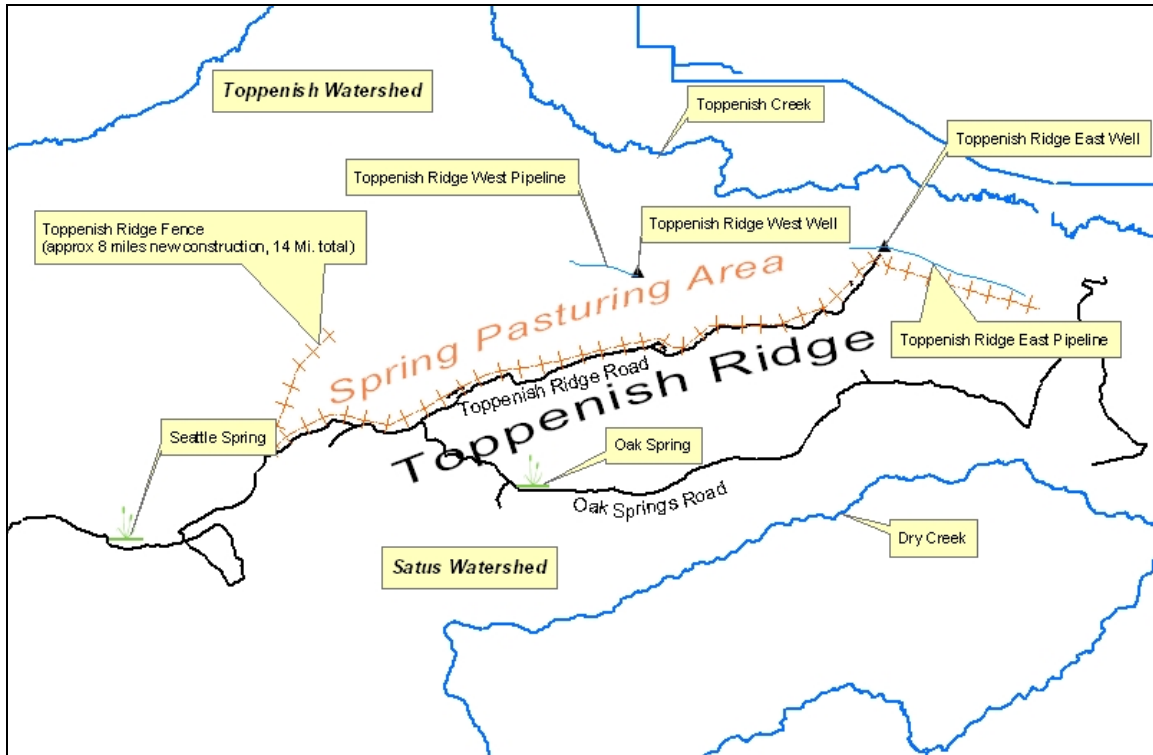 Toppenish Watershed
Toppenish Creek
Toppenish Ridge East Well
Toppenish Ridge West Pipeline
Toppenish Ridge Fence
(approx 8 miles new construction, 14 Mi. total)
Toppenish Ridge West Well
Spring Pasturing Area
Toppenish Ridge East Pipeline
Toppenish Ridge Road
Toppenish Ridge
Seattle Spring
Oak Spring
Oak Springs Road
Dry Creek
Satus Watershed